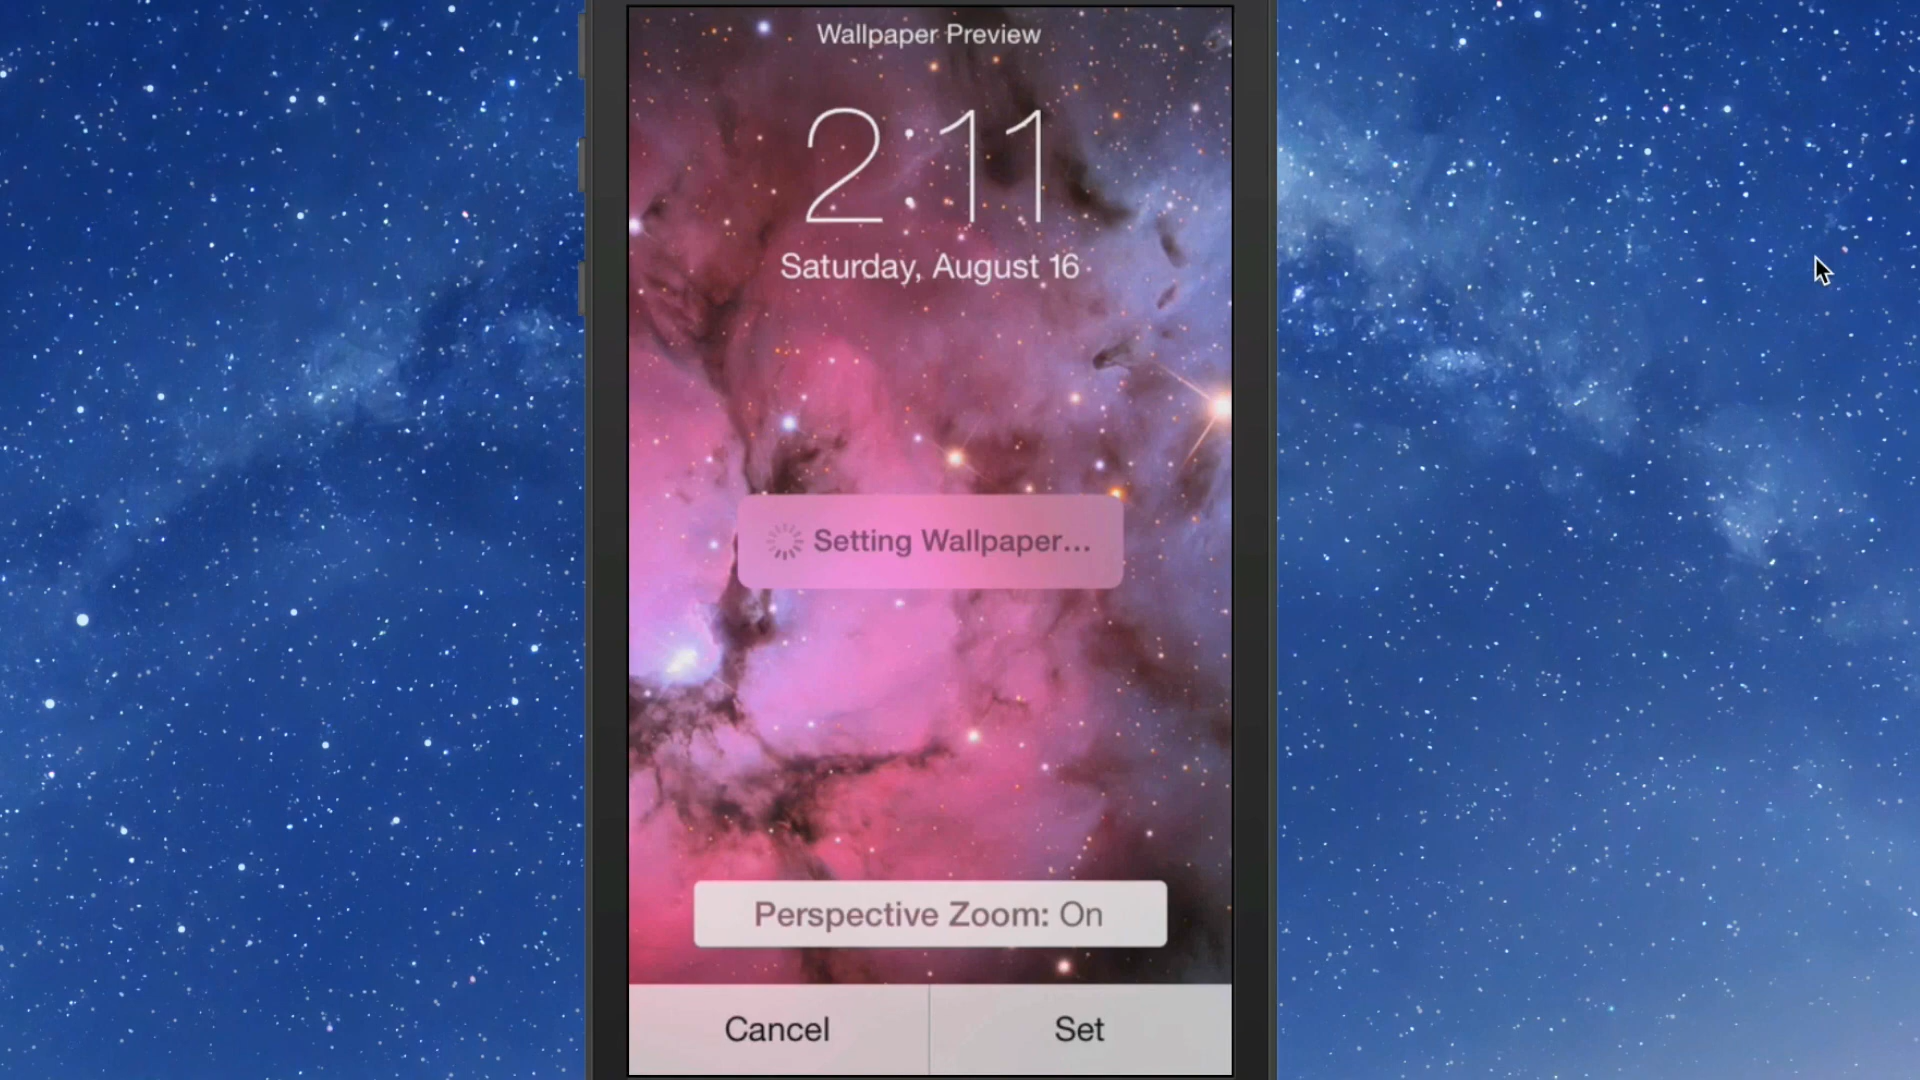 Wallpaper Preview
2:11
Saturday, August 16
Setting Wallpaper...
Perspective Zoom: On
Cancel
Set